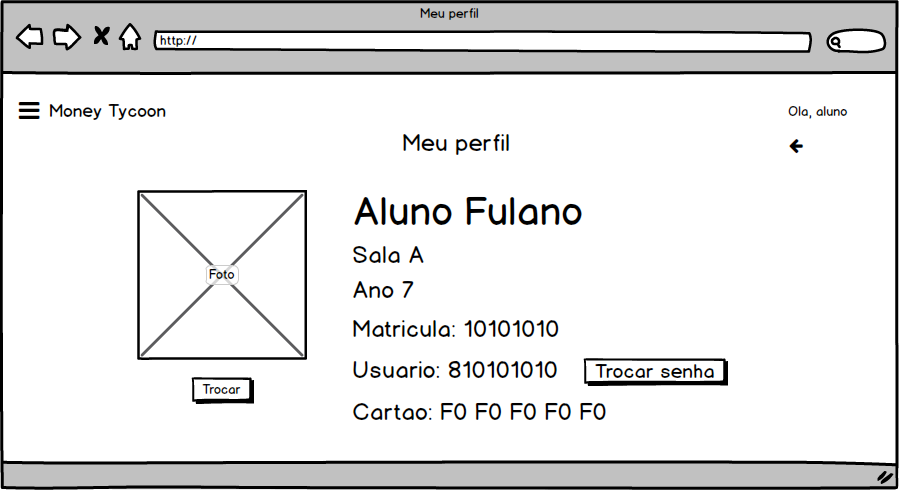 Meu perfil
http://
Money Tycoon
Ola, aluno
Meu perfil
Aluno Fulano
Sala A
Foto
Ano 7
Matricula: 10101010
Usuario: 810101010
Trocar senha
Trocar
Cartao: F0 F0 F0 F0 F0